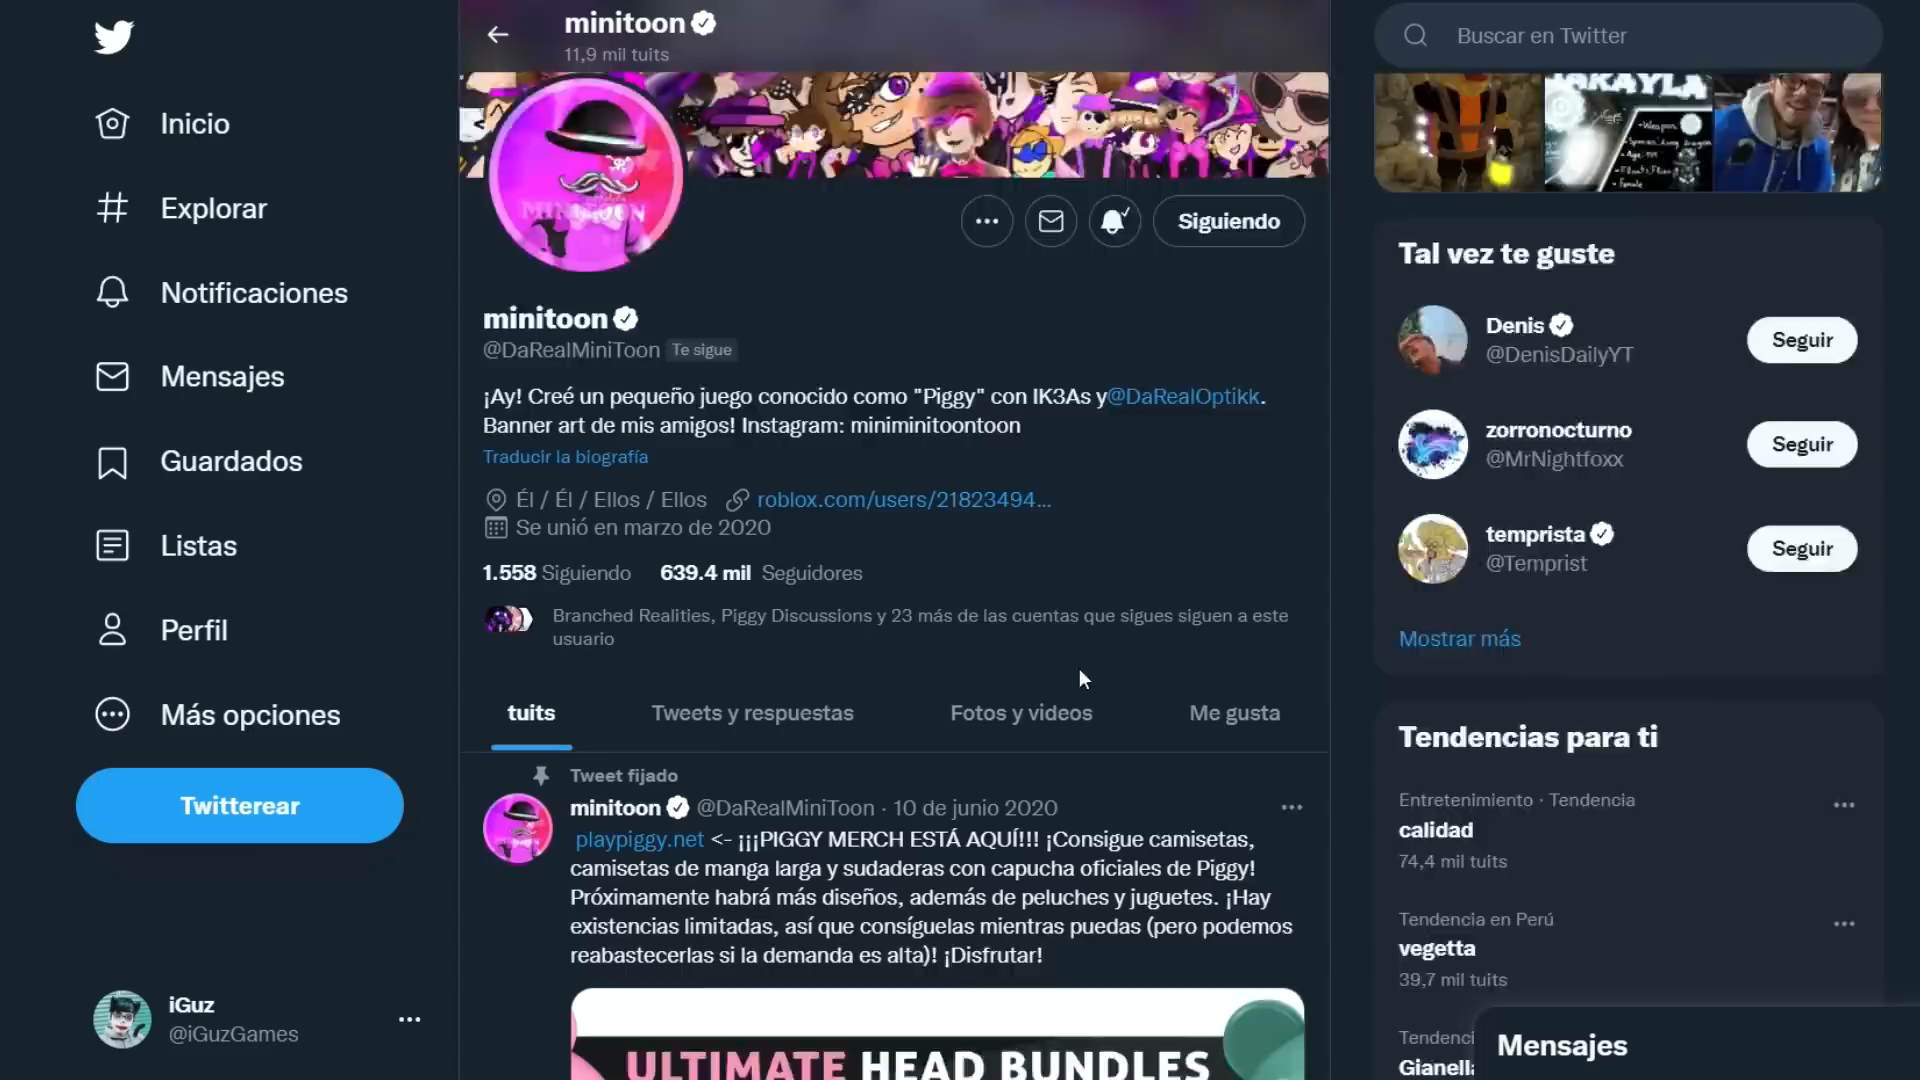 Inicio
Explorar
Notificaciones
Mensajes
Guardados
Listas
Perfil
Más opciones
Twitterear
iGuz
@iGuzGames
minitoon
11,9 mil tuits
MINITOON
Siguiendo
minitoon
@DaRealMiniToon Te sigue
¡Ay! Creé un pequeño juego conocido como "Piggy" con IK3As y@DaRealOptikk.
Banner art de mis amigos! Instagram: miniminitoontoon
Traducir la biografía
Él / Él / Ellos / Ellos roblox.com/users/21823494...
Se unió en marzo de 2020
1.558 Siguiendo 639.4 mil Seguidores
Branched Realities, Piggy Discussions y 23 más de las cuentas que sigues siguen a este
usuario
tuits Tweets y respuestas Fotos y videos Me gusta
Tweet fijado
minitoon @DaRealMiniToon · 10 de junio 2020
playpiggy.net <- ¡¡¡PIGGY MERCH ESTÁ AQUÍ!!! ¡Consigue camisetas,
camisetas de manga larga y sudaderas con capucha oficiales de Piggy!
Próximamente habrá más diseños, además de peluches y juguetes. ¡Hay
existencias limitadas, así que consíguelas mientras puedas (pero podemos
reabastecerlas si la demanda es alta)! ¡Disfrutar!
ULTIMATE HEAD BUNDLES
Buscar en Twitter
JAKAYLA
Tal vez te guste
Denis
@DenisDailyYT
Seguir
zorronocturno
@MrNightfoxx
Seguir
temprista
@Temprist
Seguir
Mostrar más
Tendencias para ti
Entretenimiento · Tendencia
calidad
74,4 mil tuits
Tendencia en Perú
vegetta
39,7 mil tuits
Tendenci
Gianell
Mensajes